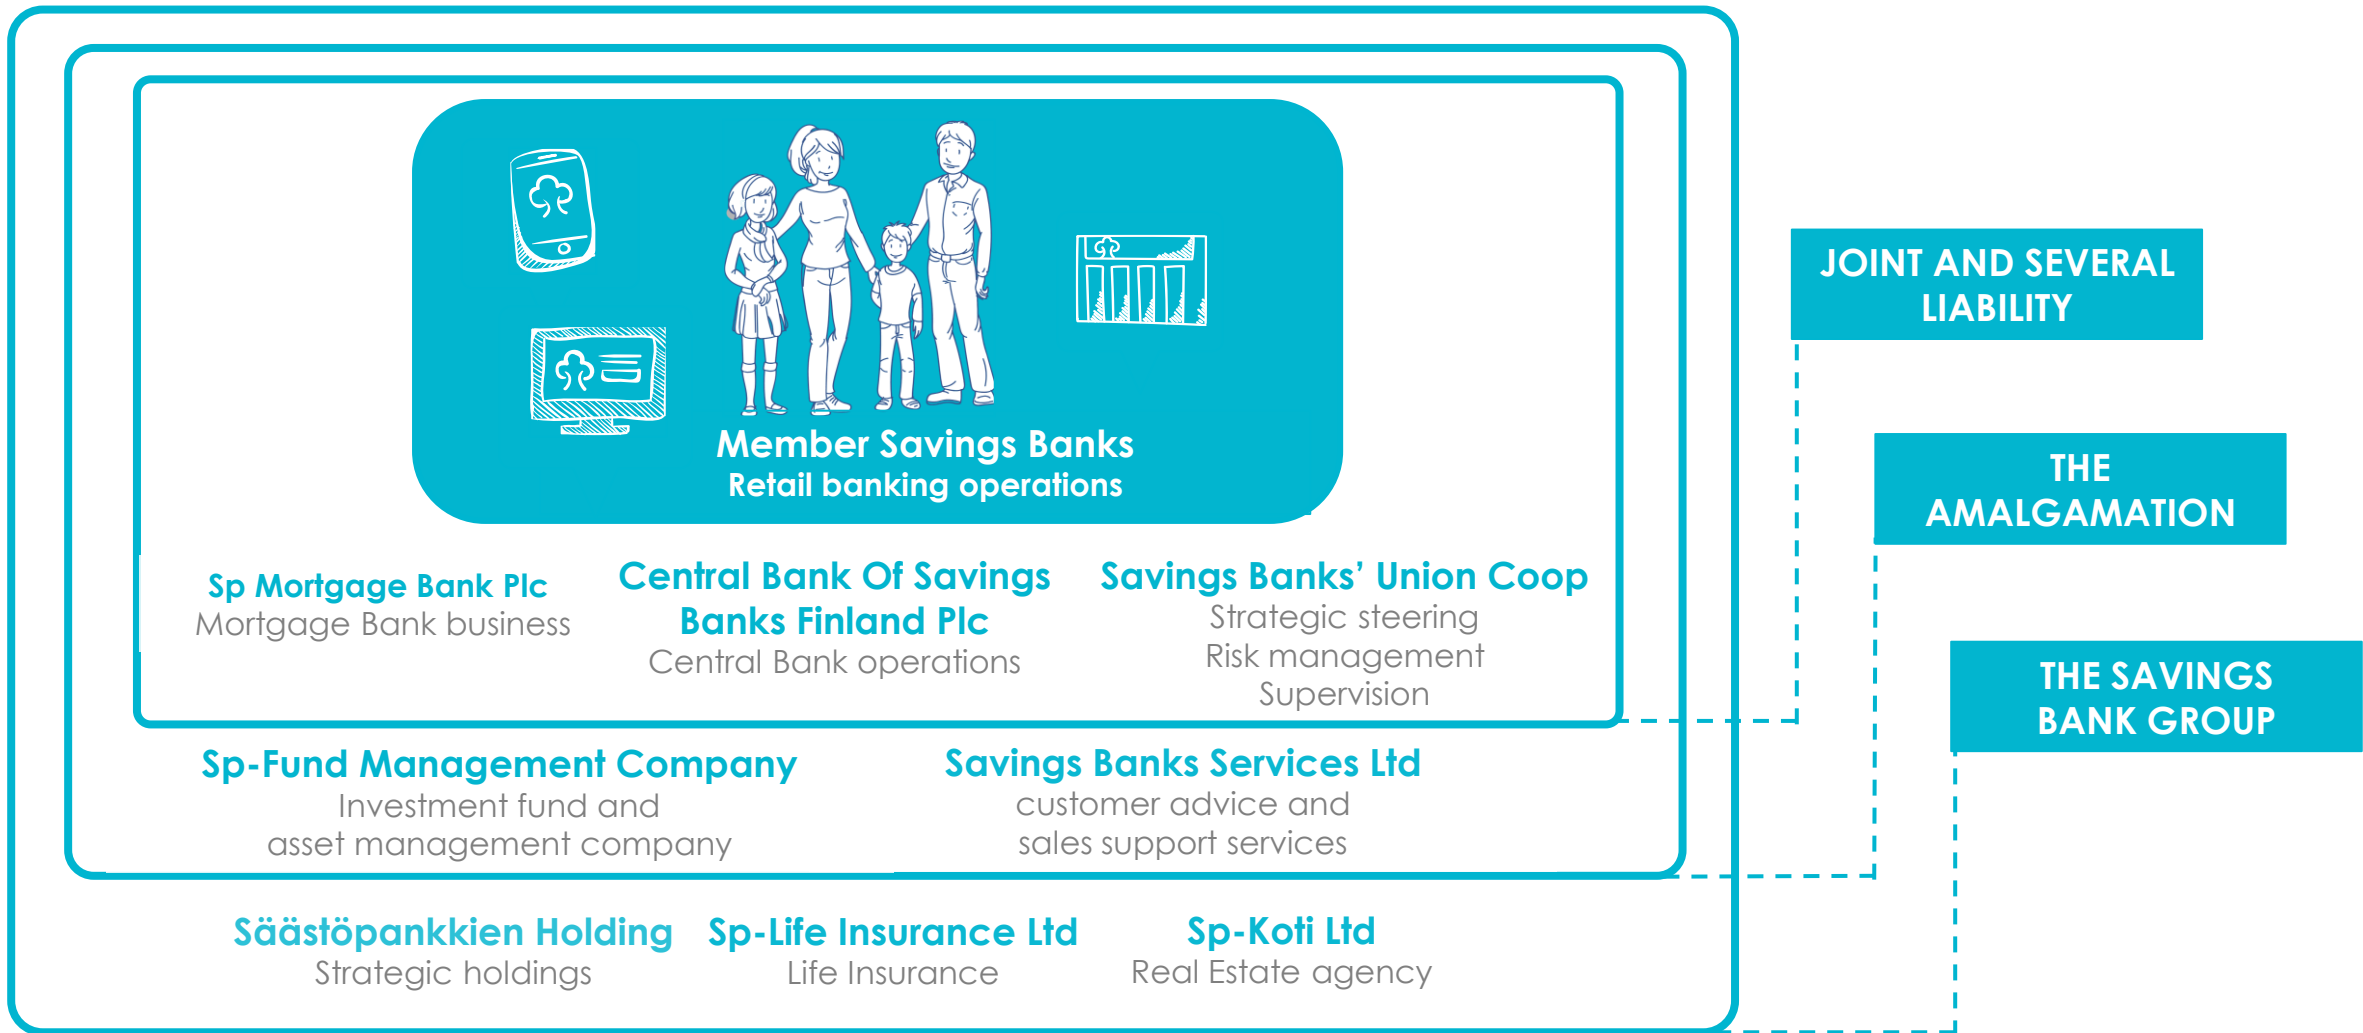 Member Savings Banks
Retail banking operations
Sp Mortgage Bank Plc
Mortgage Bank business
Central Bank Of Savings
Banks Finland Plc
Central Bank operations
Savings Banks’ Union Coop
Strategic steering
Risk management
Supervision
Sp-Fund Management Company
Investment fund and
asset management company
Savings Banks Services Ltd
customer advice and
sales support services
Säästöpankkien Holding
Strategic holdings
Sp-Life Insurance Ltd
Life Insurance
Sp-Koti Ltd
Real Estate agency
JOINT AND SEVERAL
LIABILITY
THE
AMALGAMATION
THE SAVINGS
BANK GROUP